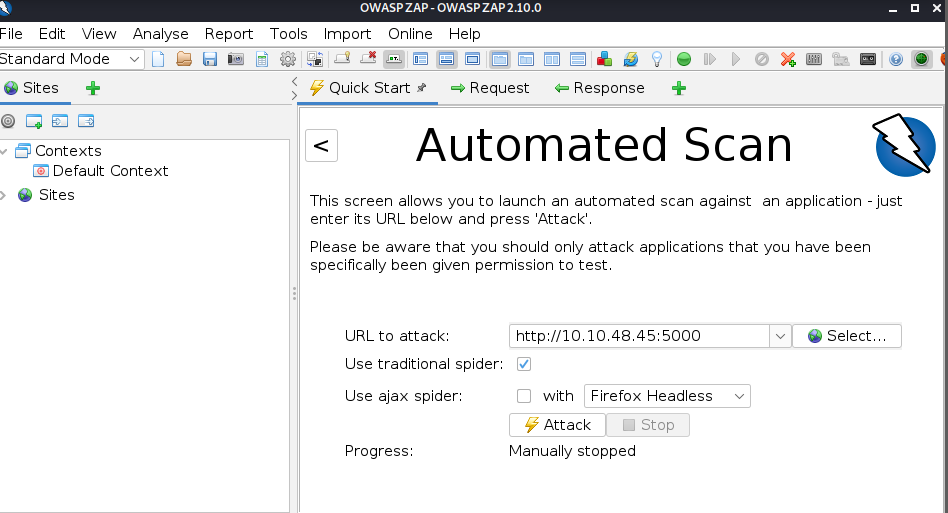 OWASP ZAP - OWASP ZAP 2.10.0
File Edit View Analyse Report Tools Import Online Help
Standard Mode
Sites
Quick Start Request Response
< Automated Scan
Contexts
Default Context
Sites
This screen allows you to launch an automated scan against an application - just
enter its URL below and press 'Attack'.
Please be aware that you should only attack applications that you have been
specifically been given permission to test.
URL to attack: http://10.10.48.45:5000 Select...
Use traditional spider:
Use ajax spider: with Firefox Headless
Attack Stop
Progress: Manually stopped